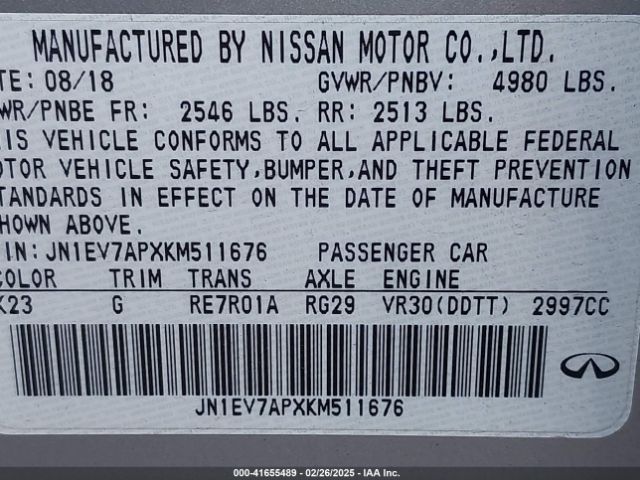 MANUFACTURED BY NISSAN MOTOR CO.,LTD.
TE: 08/18 GVWR/PNBV: 4980 LBS.
WR/PNBE FR: 2546 LBS. RR: 2513 LBS.
IS VEHICLE CONFORMS TO ALL APPLICABLE FEDERAL
OTOR VEHICLE SAFETY,BUMPER,AND THEFT PREVENTION
TANDARDS IN EFFECT ON THE DATE OF MANUFACTURE
SHOWN ABOVE.
IN:JN1EV7APXKM511676 PASSENGER CAR
COLOR TRIM TRANS AXLE ENGINE
K23 G RE7R01A RG29 VR30(DDTT) 2997CC
JN1EV7APXKM511676
000-41655489 - 02/26/2025 - IAA Inc.